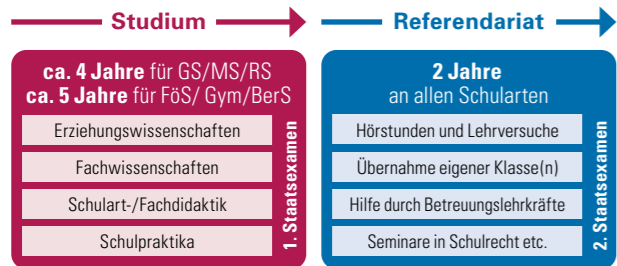 Studium
ca. 4 Jahre für GS/MS/RS
ca. 5 Jahre für FöS/ Gym/BerS
Erziehungswissenschaften
Fachwissenschaften
Schulart-/Fachdidaktik
Schulpraktika
1. Staatsexamen
Referendariat
2 Jahre
an allen Schularten
Hörstunden und Lehrversuche
Übernahme eigener Klasse(n)
Hilfe durch Betreuungslehrkräfte
Seminare in Schulrecht etc.
2. Staatsexamen